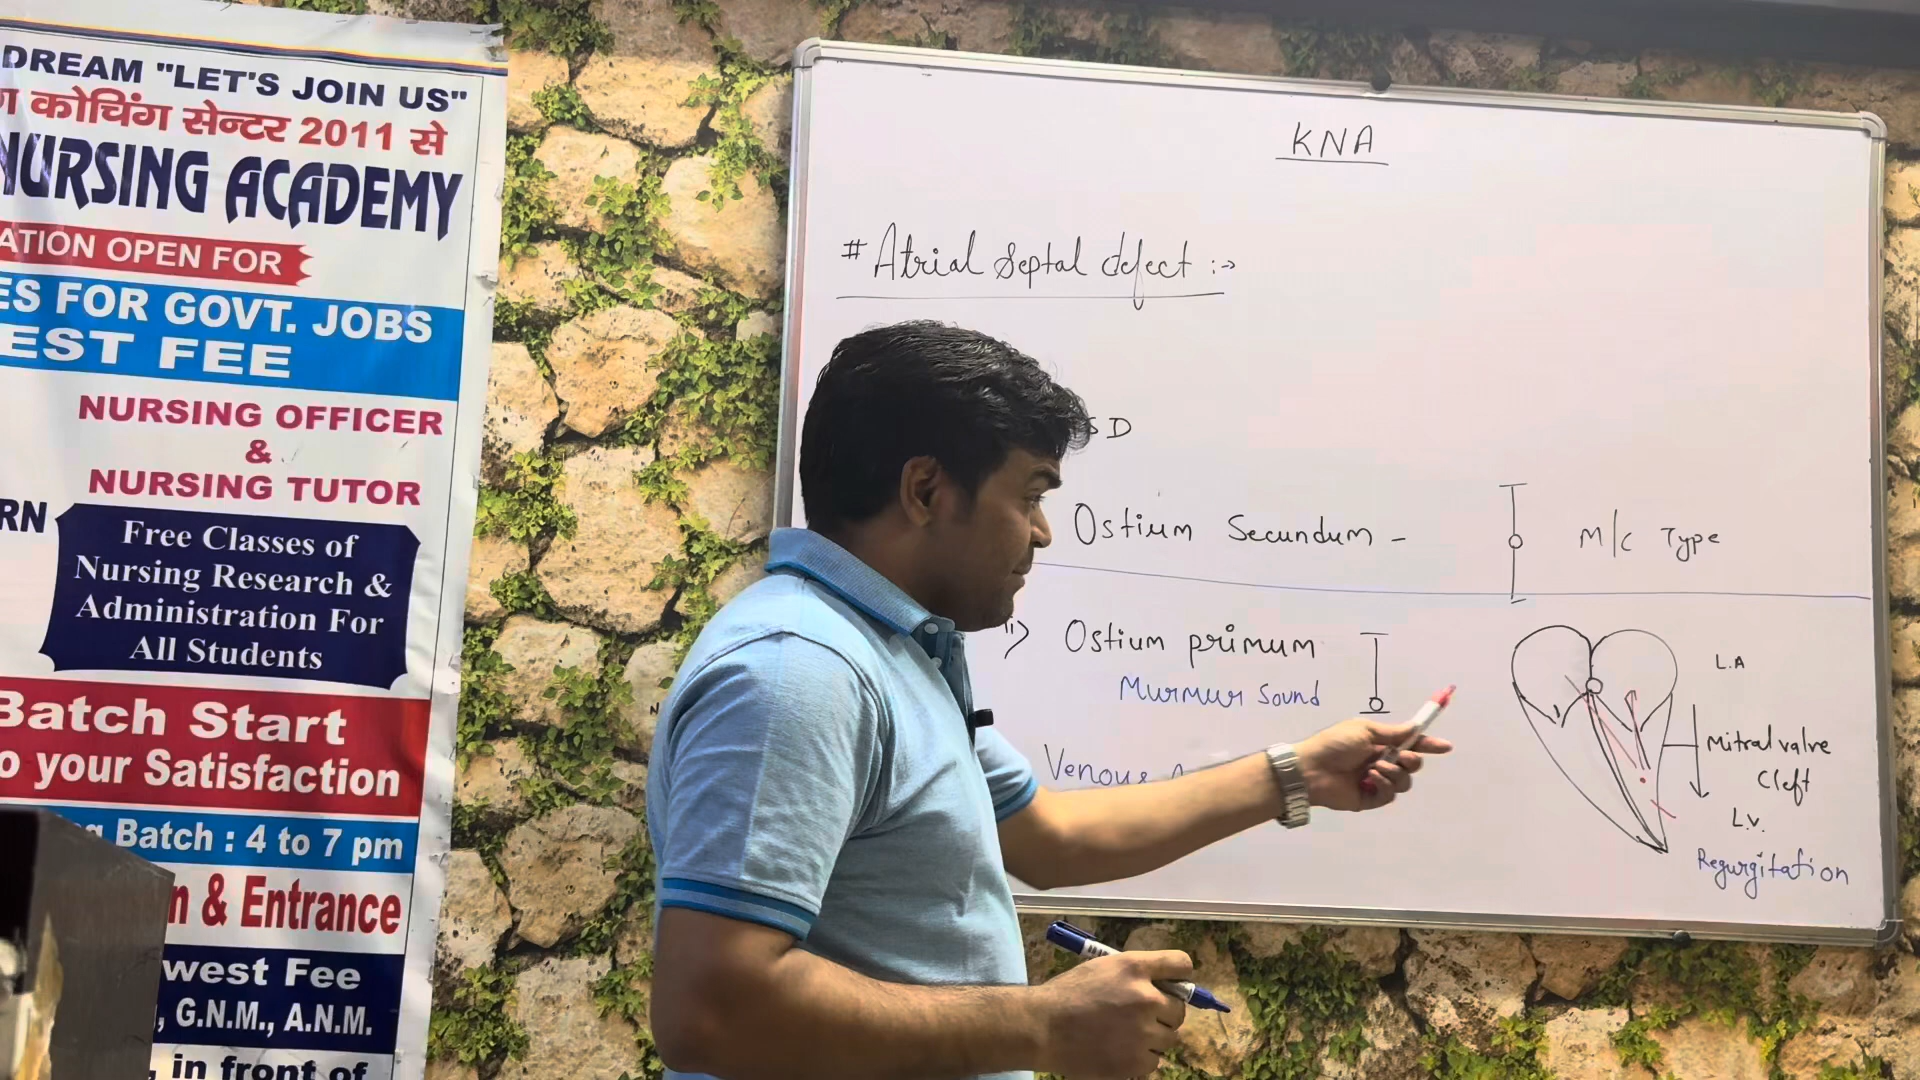 DREAM "LET'S JOIN US"
कोचिंग सेन्टर 2011 से
NURSING ACADEMY
ATION OPEN FOR
ES FOR GOVT. JOBS
EST FEE
NURSING OFFICER
&
NURSING TUTOR
RN
Free Classes of
Nursing Research &
Administration For
All Students
Batch Start
o your Satisfaction
Batch : 4 to 7 pm
n & Entrance
west Fee
, G.N.M., A.N.M.
, in front of
KNA
# Atrial Septal defect :->
SD
Ostium Secundum -
M/C Type
Ostium primum
Murmur Sound
Venous
L.A
Mitral valve
Cleft
L.V.
Regurgitation